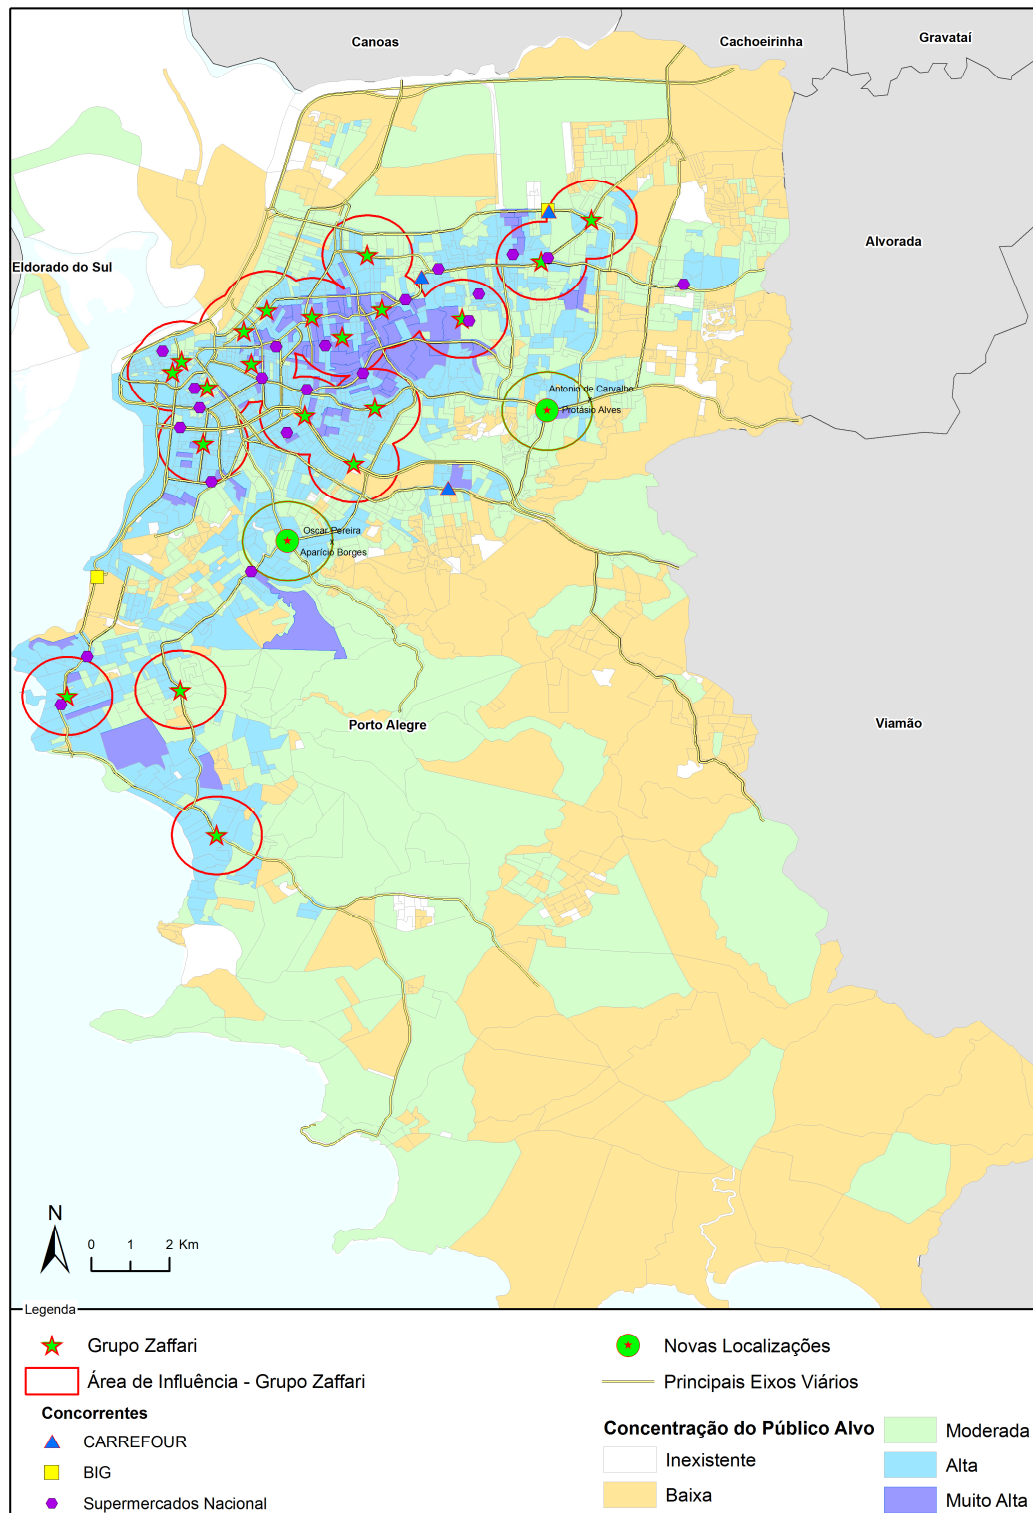 Canoas
Cachoeirinha
Gravataí
Alvorada
Eldorado do Sul
Antonio de Carvalho
Protásio Alves
Oscar Pereira
Aparício Borges
Porto Alegre
Viamão
N
0 1 2 Km
Legenda
Grupo Zaffari
Área de Influência - Grupo Zaffari
Concorrentes
CARREFOUR
BIG
Supermercados Nacional
Novas Localizações
Principais Eixos Viários
Concentração do Público Alvo
Inexistente
Baixa
Moderada
Alta
Muito Alta